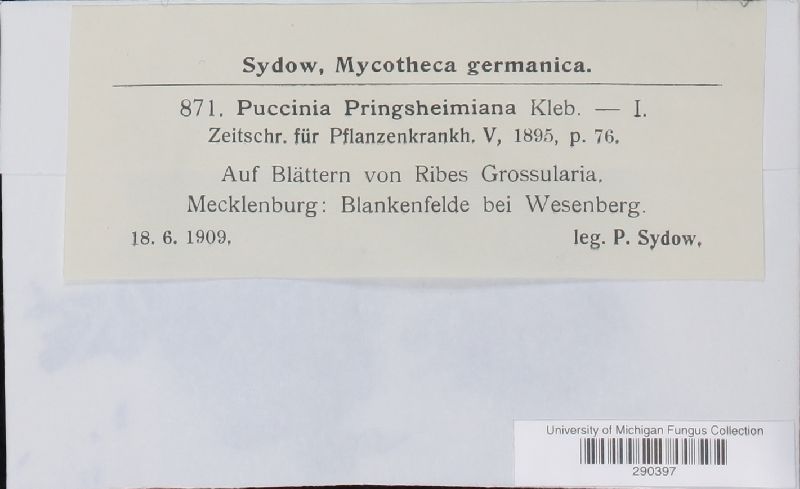 Sydow, Mycotheca germanica.
871. Puccinia Pringsheimiana Kleb. — I.
Zeitschr. für Pflanzenkrankh. V, 1895, p. 76.
Auf Blättern von Ribes Grossularia.
Mecklenburg: Blankenfelde bei Wesenberg.
18. 6. 1909. leg. P. Sydow.
University of Michigan Fungus Collection
290397